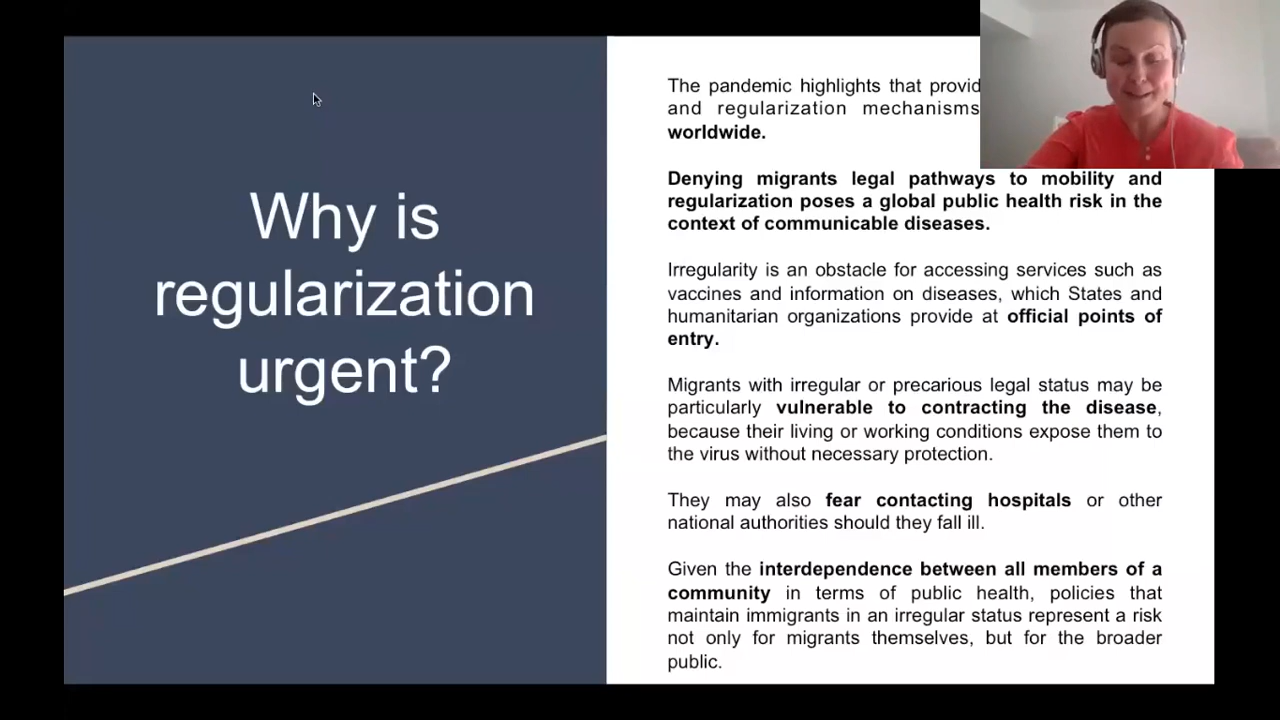 Why is
regularization
urgent?
The pandemic highlights that
and regularization mechanisms
worldwide.
Denying migrants legal pathways to mobility and
regularization poses a global public health risk in the
context of communicable diseases.
Irregularity is an obstacle for accessing services such as
vaccines and information on diseases, which States and
humanitarian organizations provide at official points of
entry.
Migrants with irregular or precarious legal status may be
particularly vulnerable to contracting the disease,
because their living or working conditions expose them to
the virus without necessary protection.
They may also fear contacting hospitals or other
national authorities should they fall ill.
Given the interdependence between all members of a
community in terms of public health, policies that
maintain immigrants in an irregular status represent a risk
not only for migrants themselves, but for the broader
public.